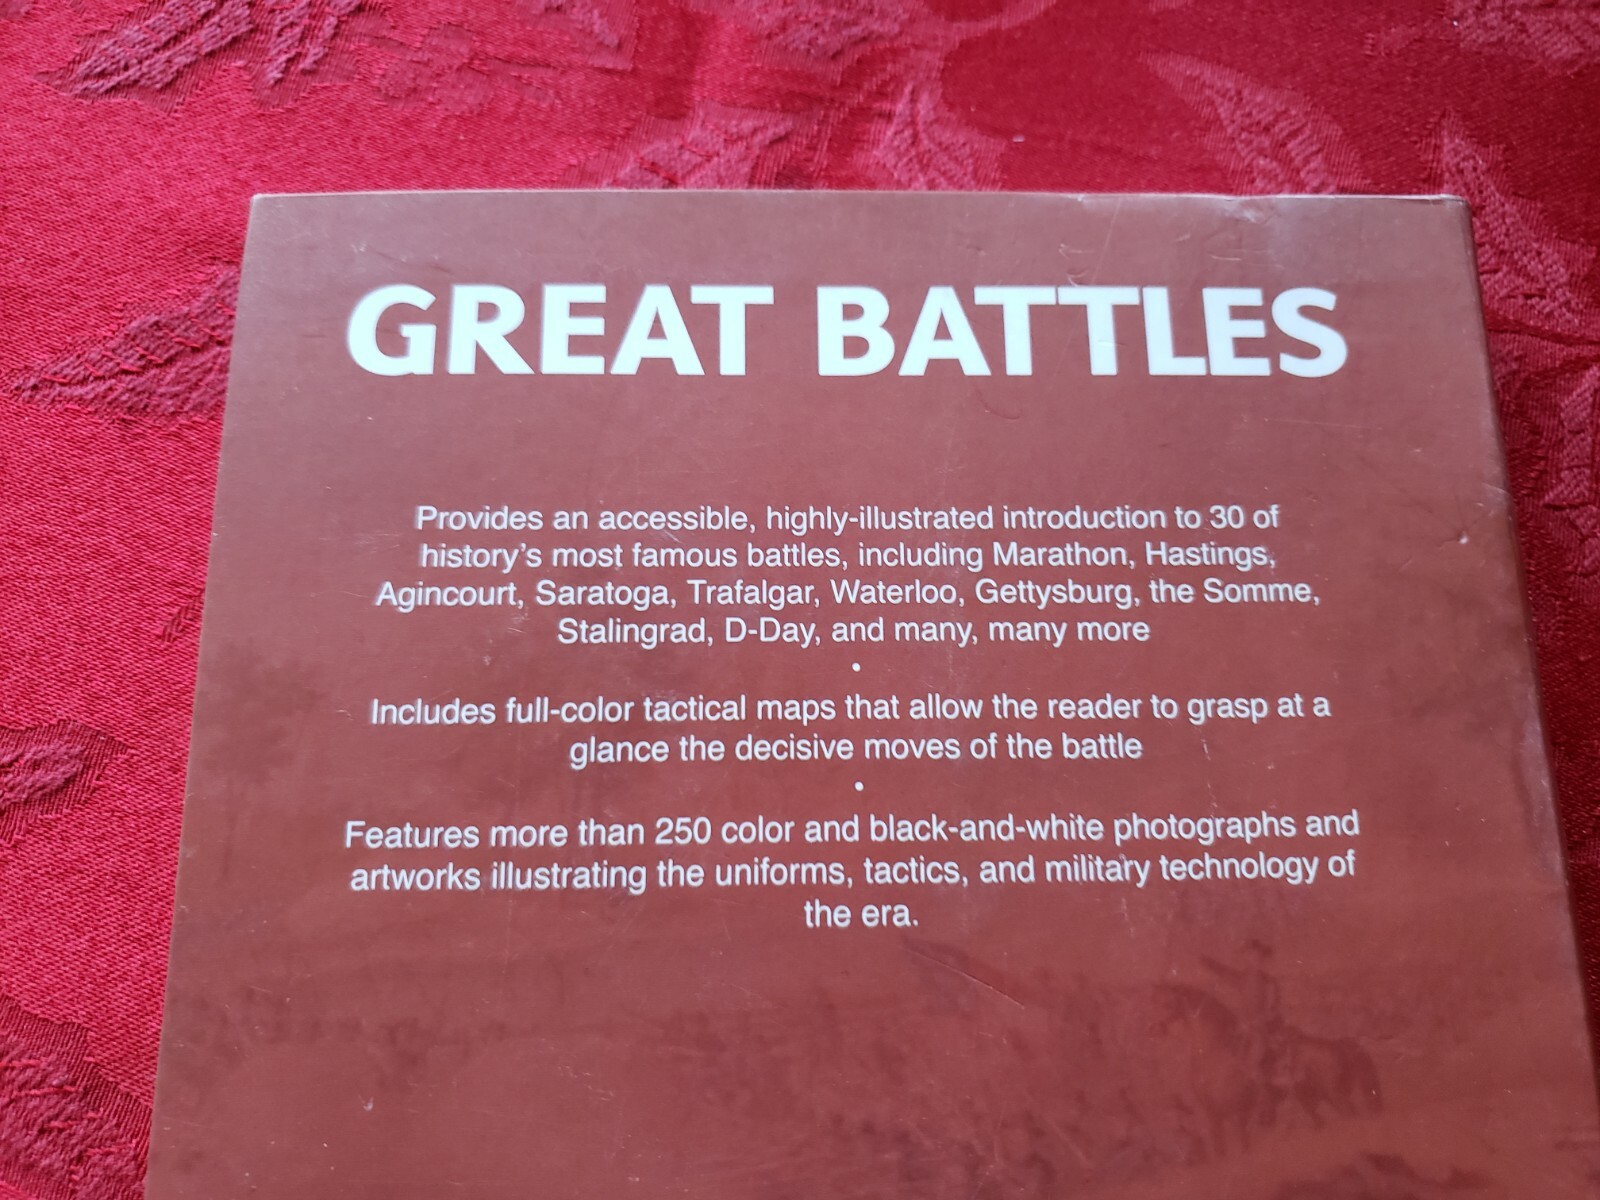 GREAT BATTLES
Provides an accessible, highly-illustrated introduction to 30 of
history's most famous battles, including Marathon, Hastings,
Agincourt, Saratoga, Trafalgar, Waterloo, Gettysburg, the Somme,
Stalingrad, D-Day, and many, many more
•
Includes full-color tactical maps that allow the reader to grasp at a
glance the decisive moves of the battle
•
Features more than 250 color and black-and-white photographs and
artworks illustrating the uniforms, tactics, and military technology of
the era.